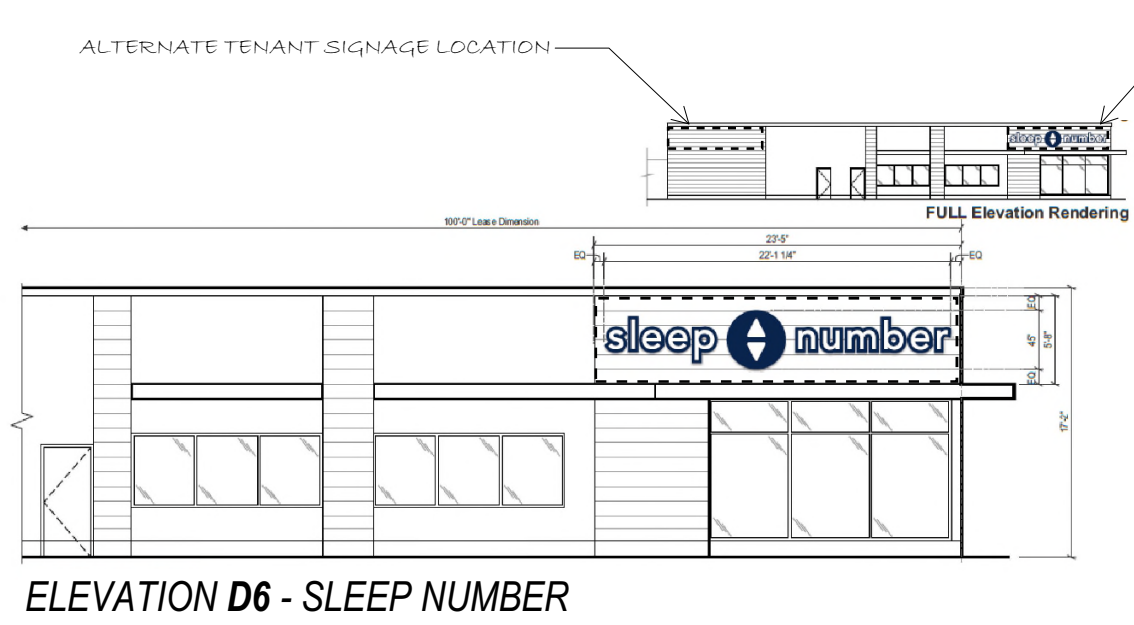 ALTERNATE TENANT SIGNAGE LOCATION
sleep number
FULL Elevation Rendering
100'-0" Lease Dimension
23'-5"
EQ
22'-1 1/4"
EQ
sleep number
EQ
45"
5'-8"
EQ
17'-2"
ELEVATION D6 - SLEEP NUMBER